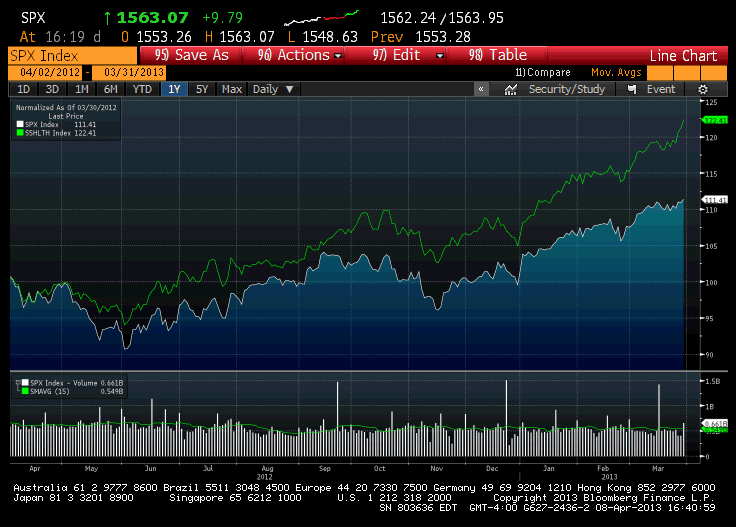 SPX ↑ 1563.07 +9.79 1562.24/1563.95
At 16:19 d O 1553.26 H 1563.07 L 1548.63 Prev 1553.28
SPX Index 95) Save As 96) Actions 97) Edit 98) Table Line Chart
04/02/2012 - 03/31/2013 11)Compare Mov. Avgs
1D 3D 1M 6M YTD 1Y 5Y Max Daily ▼ « Security/Study Event
Normalized As Of 03/30/2012
Last Price
SPX Index 111.41
S5HLTH Index 122.41
125
122.41
120
115
111.41
110
105
100
95
90
SPX Index - Volume 0.661B
SMAVG (15) 0.549B
1.5B
1B
0.661B
0
Apr May Jun Jul Aug Sep Oct Nov Dec Jan Feb Mar
2012 2013
Australia 61 2 9777 8600 Brazil 5511 3048 4500 Europe 44 20 7330 7500 Germany 49 69 9204 1210 Hong Kong 852 2977 6000
Japan 81 3 3201 8900 Singapore 65 6212 1000 U.S. 1 212 318 2000 Copyright 2013 Bloomberg Finance L.P.
SN 803636 EDT GMT-4:00 G627-2436-2 08-Apr-2013 16:40:59